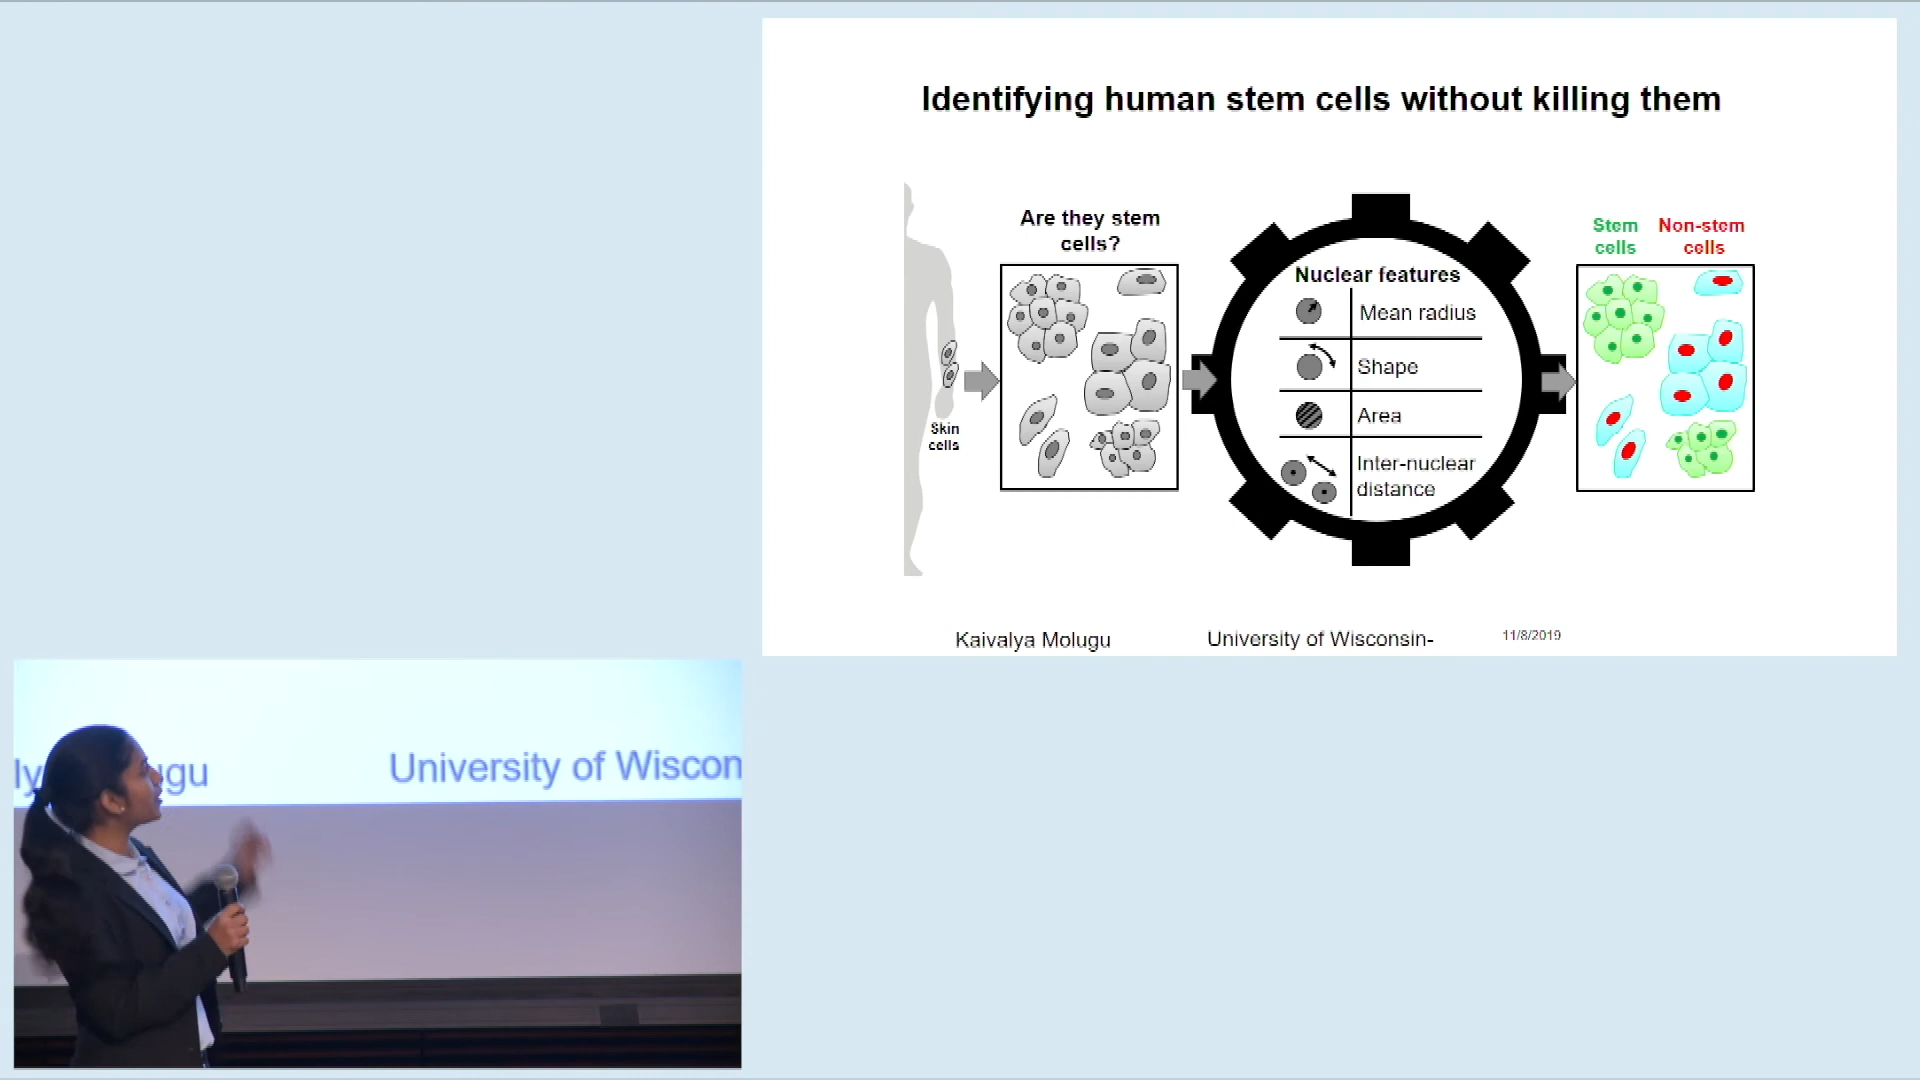 Identifying human stem cells without killing them
Are they stem
cells?
Skin
cells
Nuclear features
Mean radius
Shape
Area
Inter-nuclear
distance
Stem
cells
Non-stem
cells
Kaivalya Molugu
University of Wisconsin-
11/8/2019
ly
ugu
University of Wiscon